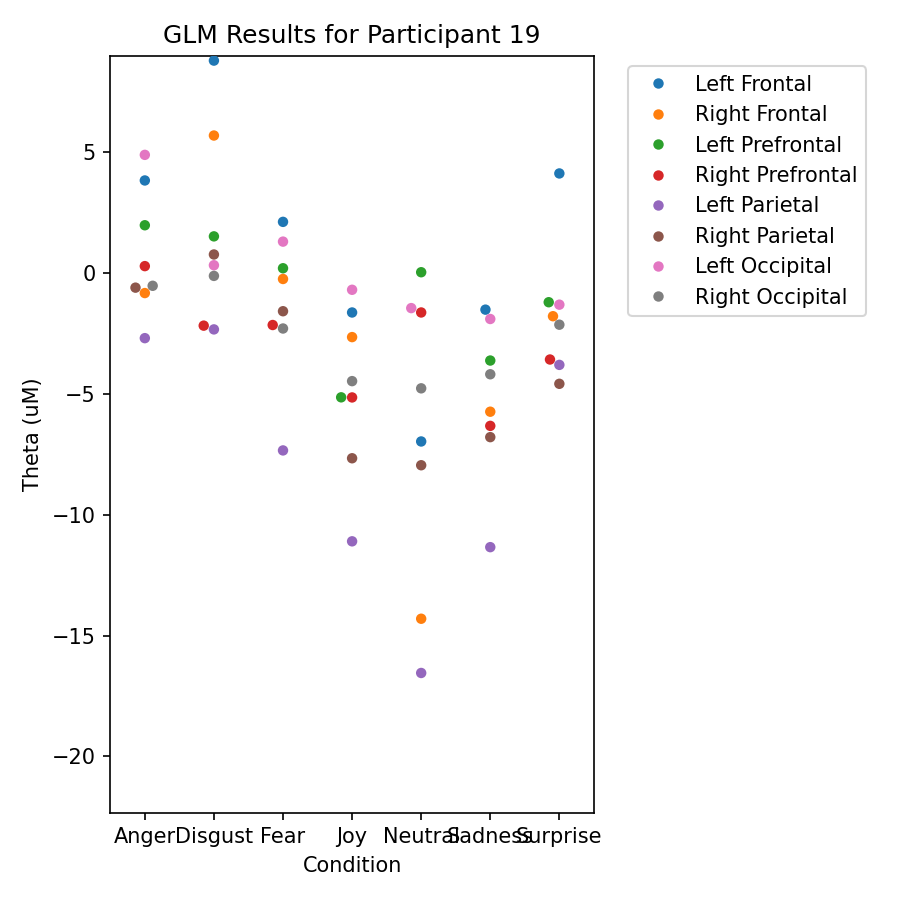 GLM Results for Participant 19
Left Frontal
Right Frontal
Left Prefrontal
Right Prefrontal
Left Parietal
Right Parietal
Left Occipital
Right Occipital
Theta (uM)
5
0
−5
−10
−15
−20
Anger Disgust Fear Joy Neutral Sadness Surprise
Condition